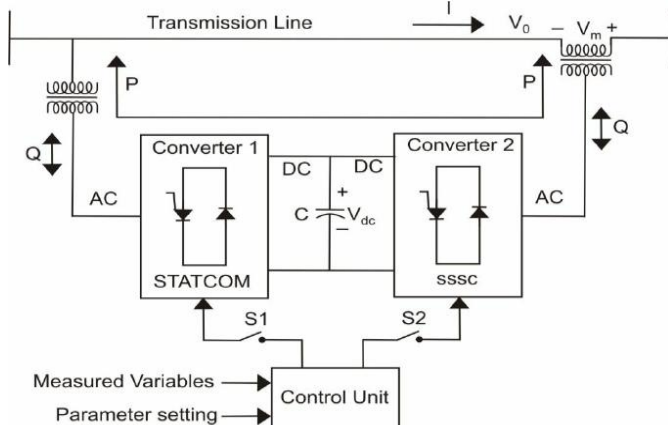 Transmission Line
I
V0
− Vm +
P
P
Q
Q
Converter 1
Converter 2
DC
DC
AC
AC
+
C
Vdc
−
STATCOM
sssc
S1
S2
Measured Variables
Control Unit
Parameter setting